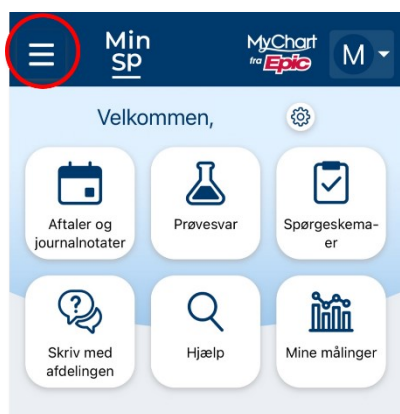 Min
sp
MyChart
fra Epic
M
Velkommen,
Aftaler og
journalnotater
Prøvesvar
Spørgeskema-
er
Skriv med
afdelingen
Hjælp
Mine målinger